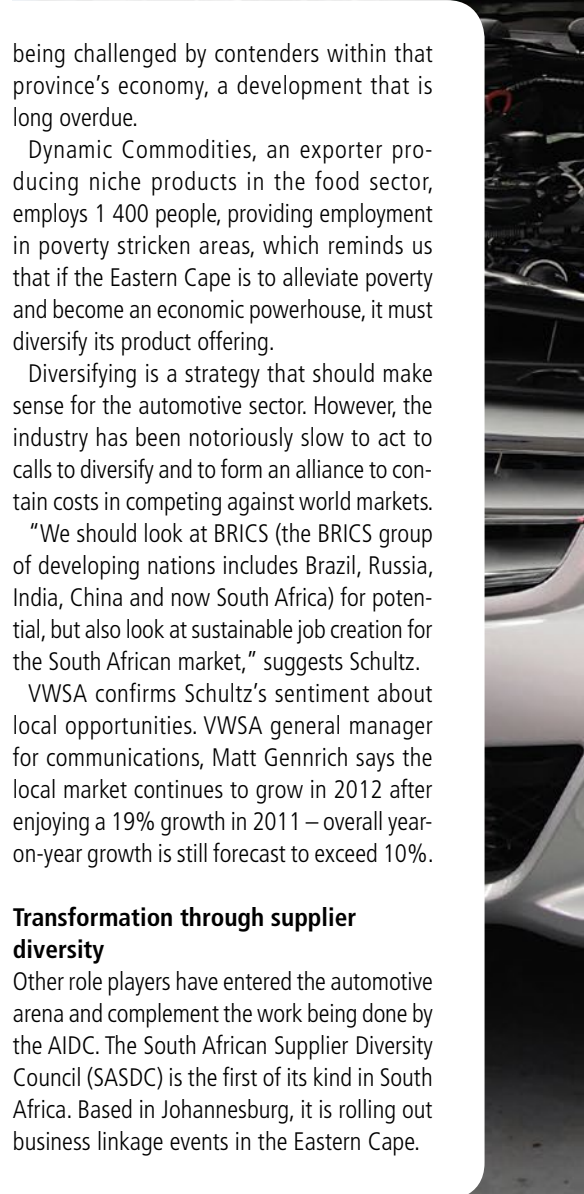 being challenged by contenders within that
province's economy, a development that is
long overdue.
Dynamic Commodities, an exporter pro-
ducing niche products in the food sector,
employs 1 400 people, providing employment
in poverty stricken areas, which reminds us
that if the Eastern Cape is to alleviate poverty
and become an economic powerhouse, it must
diversify its product offering.
Diversifying is a strategy that should make
sense for the automotive sector. However, the
industry has been notoriously slow to act to
calls to diversify and to form an alliance to con-
tain costs in competing against world markets.
"We should look at BRICS (the BRICS group
of developing nations includes Brazil, Russia,
India, China and now South Africa) for poten-
tial, but also look at sustainable job creation for
the South African market," suggests Schultz.
VWSA confirms Schultz's sentiment about
local opportunities. VWSA general manager
for communications, Matt Gennrich says the
local market continues to grow in 2012 after
enjoying a 19% growth in 2011 – overall year-
on-year growth is still forecast to exceed 10%.
Transformation through supplier
diversity
Other role players have entered the automotive
arena and complement the work being done by
the AIDC. The South African Supplier Diversity
Council (SASDC) is the first of its kind in South
Africa. Based in Johannesburg, it is rolling out
business linkage events in the Eastern Cape.